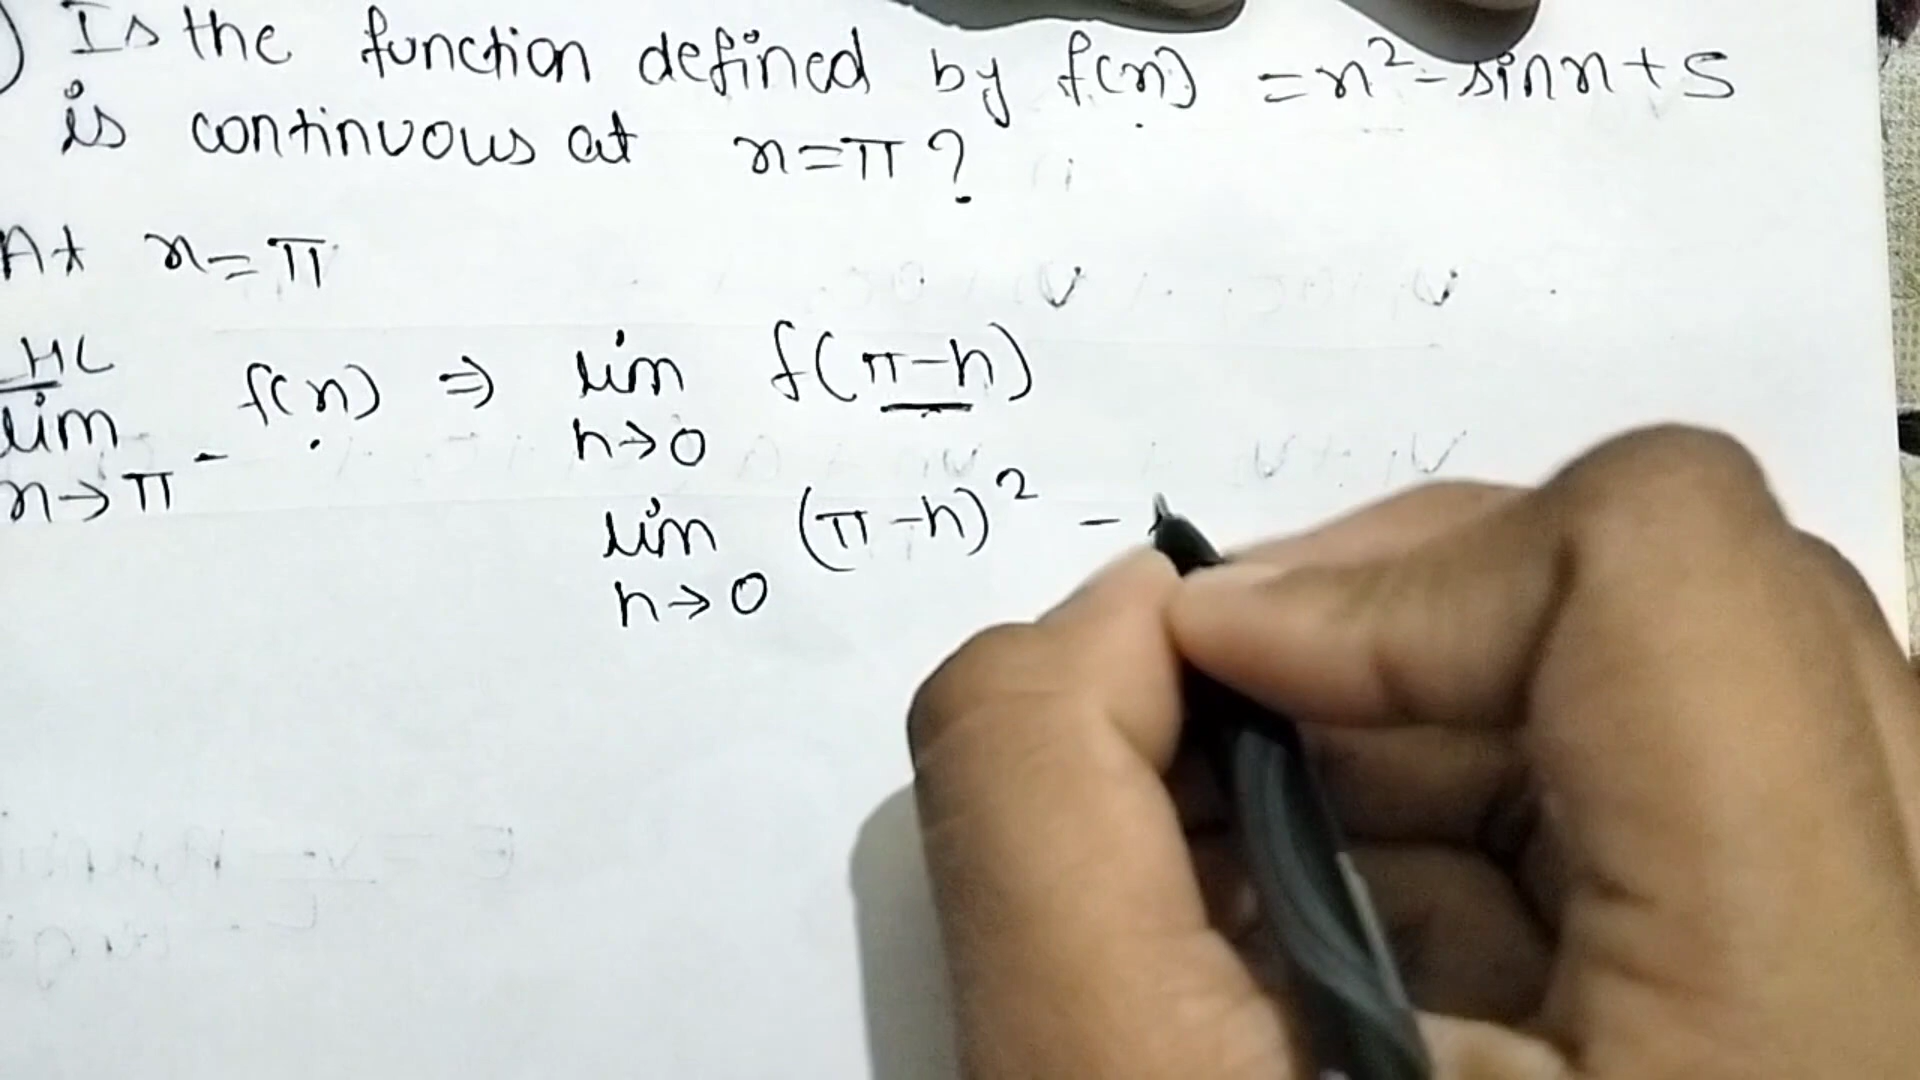 ) Is the function defined by f(x) = x² - sin x + 5
is continuous at x = π ?
At x = π
LHL
lim f(x) ⇒ lim f(π-h)
x→π⁻ h→0
lim (π-h)² -
h→0